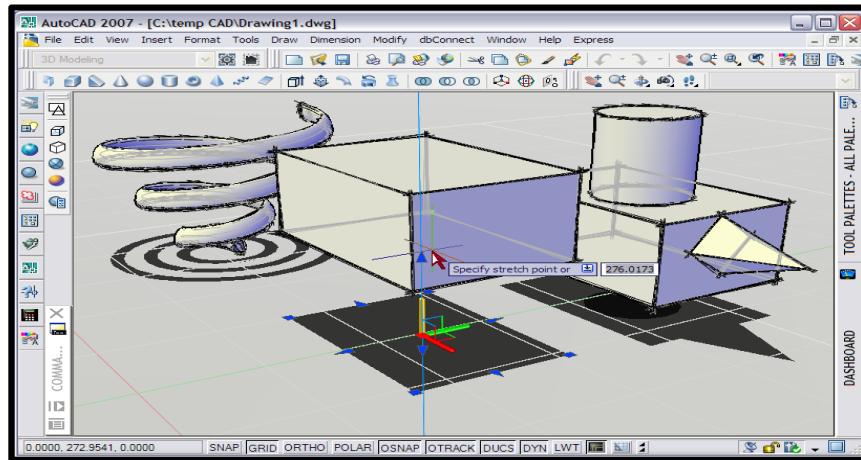 AutoCAD 2007 - [C:\temp CAD\Drawing1.dwg]
File Edit View Insert Format Tools Draw Dimension Modify dbConnect Window Help Express
3D Modeling
TOOL PALETTES - ALL PALE...
Specify stretch point or 276.0173
COMMA...
DASHBOARD
0.0000, 272.9541, 0.0000 SNAP GRID ORTHO POLAR OSNAP OTRACK DUCS DYN LWT